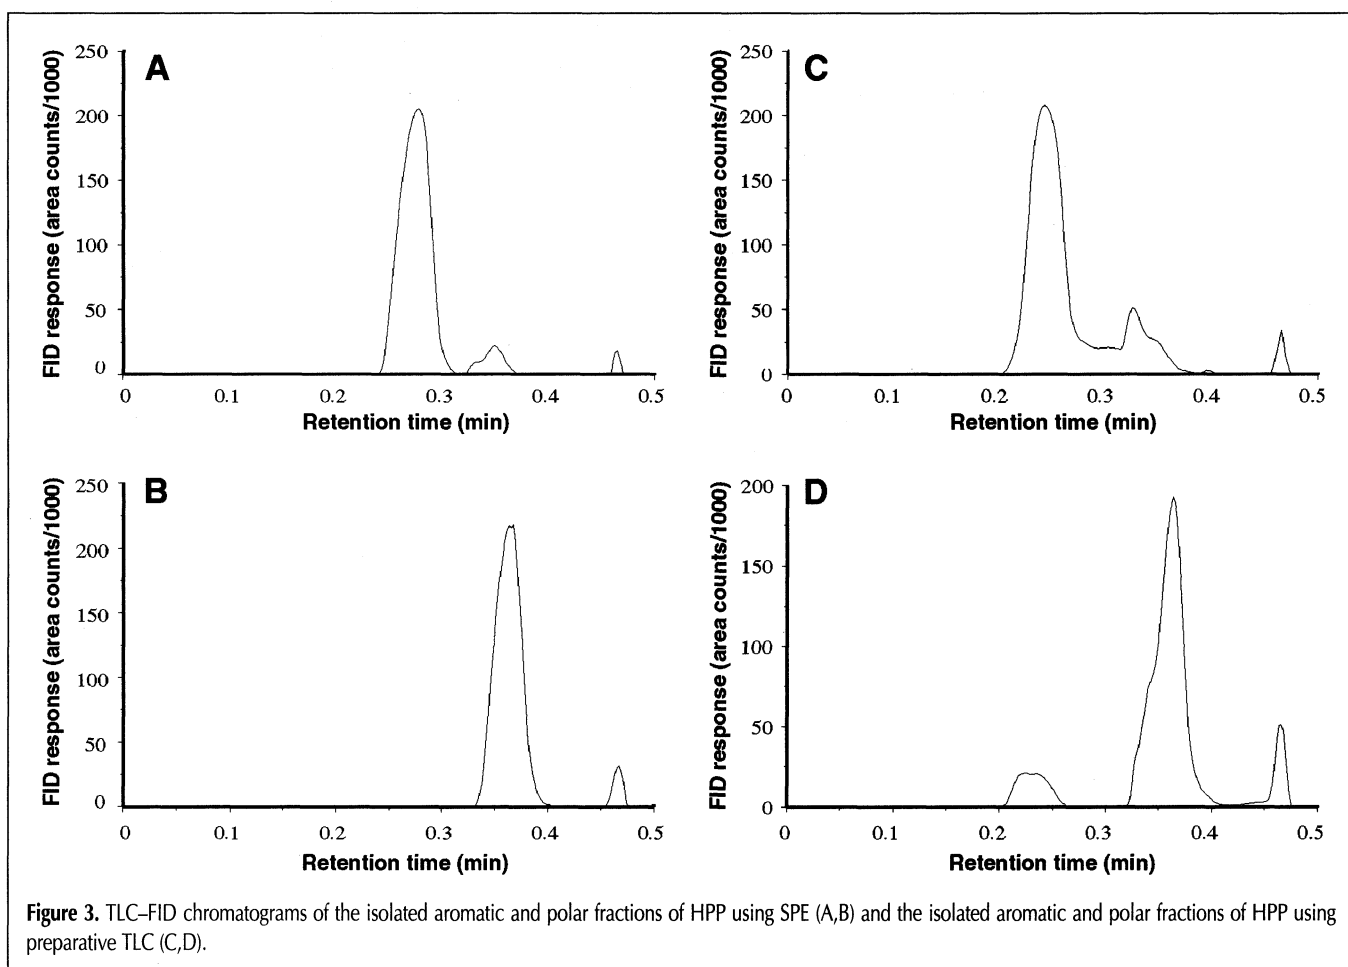 A
FID response (area counts/1000)
250
200
150
100
50
0
0 0.1 0.2 0.3 0.4 0.5
Retention time (min)
C
FID response (area counts/1000)
250
200
150
100
50
0
0 0.1 0.2 0.3 0.4 0.5
Retention time (min)
B
FID response (area counts/1000)
250
200
150
100
50
0
0 0.1 0.2 0.3 0.4 0.5
Retention time (min)
D
FID response (area counts/1000)
200
150
100
50
0
0 0.1 0.2 0.3 0.4 0.5
Retention time (min)
Figure 3. TLC–FID chromatograms of the isolated aromatic and polar fractions of HPP using SPE (A,B) and the isolated aromatic and polar fractions of HPP using
preparative TLC (C,D).